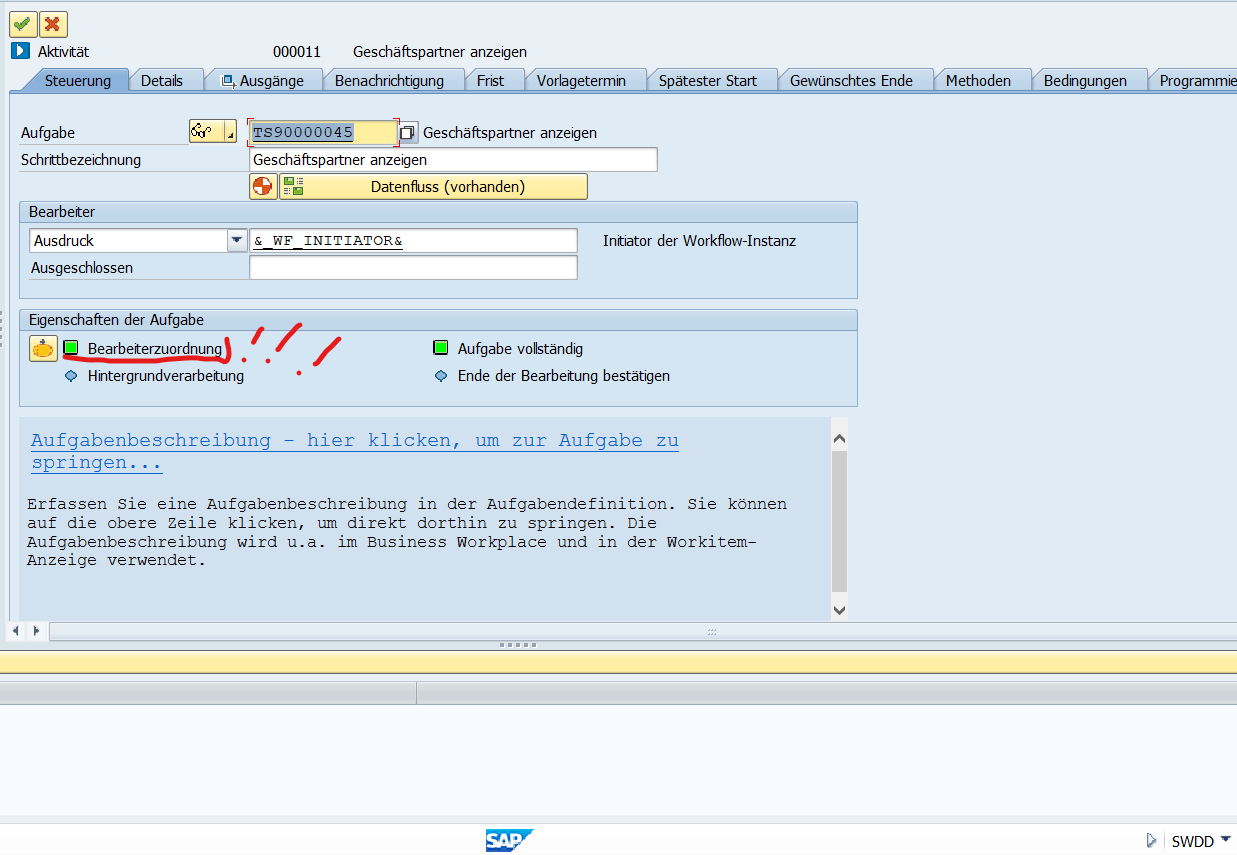 Aktivität 000011 Geschäftspartner anzeigen
Steuerung Details Ausgänge Benachrichtigung Frist Vorlagetermin Spätester Start Gewünschtes Ende Methoden Bedingungen Programmie
Aufgabe TS90000045 Geschäftspartner anzeigen
Schrittbezeichnung Geschäftspartner anzeigen
Datenfluss (vorhanden)
Bearbeiter
Ausdruck &_WF_INITIATOR& Initiator der Workflow-Instanz
Ausgeschlossen
Eigenschaften der Aufgabe
Bearbeiterzuordnung !!! Aufgabe vollständig
Hintergrundverarbeitung Ende der Bearbeitung bestätigen
Aufgabenbeschreibung - hier klicken, um zur Aufgabe zu
springen...
Erfassen Sie eine Aufgabenbeschreibung in der Aufgabendefinition. Sie können
auf die obere Zeile klicken, um direkt dorthin zu springen. Die
Aufgabenbeschreibung wird u.a. im Business Workplace und in der Workitem-
Anzeige verwendet.
SAP SWDD